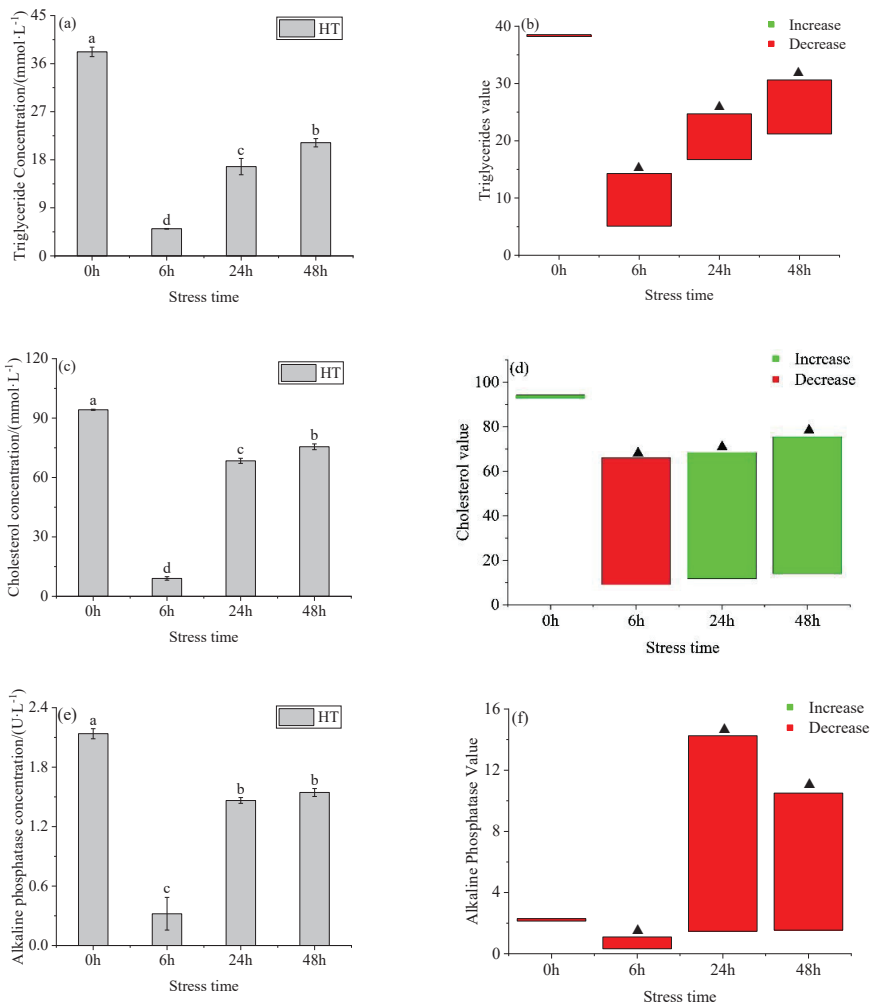 (a)
HT
Triglyceride Concentration/(mmol·L⁻¹)
45
36
27
18
9
0
a
d
c
b
0h 6h 24h 48h
Stress time
(b)
Increase
Decrease
Triglycerides value
40
30
20
10
0
▲ ▲ ▲
0h 6h 24h 48h
Stress time
(c)
HT
Cholesterol concentration/(mmol·L⁻¹)
120
90
60
30
0
a
d
c
b
0h 6h 24h 48h
Stress time
(d)
Increase
Decrease
Cholesterol value
100
80
60
40
20
0
▲ ▲ ▲
0h 6h 24h 48h
Stress time
(e)
HT
Alkaline phosphatase concentration/(U·L⁻¹)
2.4
1.8
1.2
0.6
0.0
a
c
b
b
0h 6h 24h 48h
Stress time
(f)
Increase
Decrease
Alkaline Phosphatase Value
16
12
8
4
0
▲ ▲ ▲
0h 6h 24h 48h
Stress time